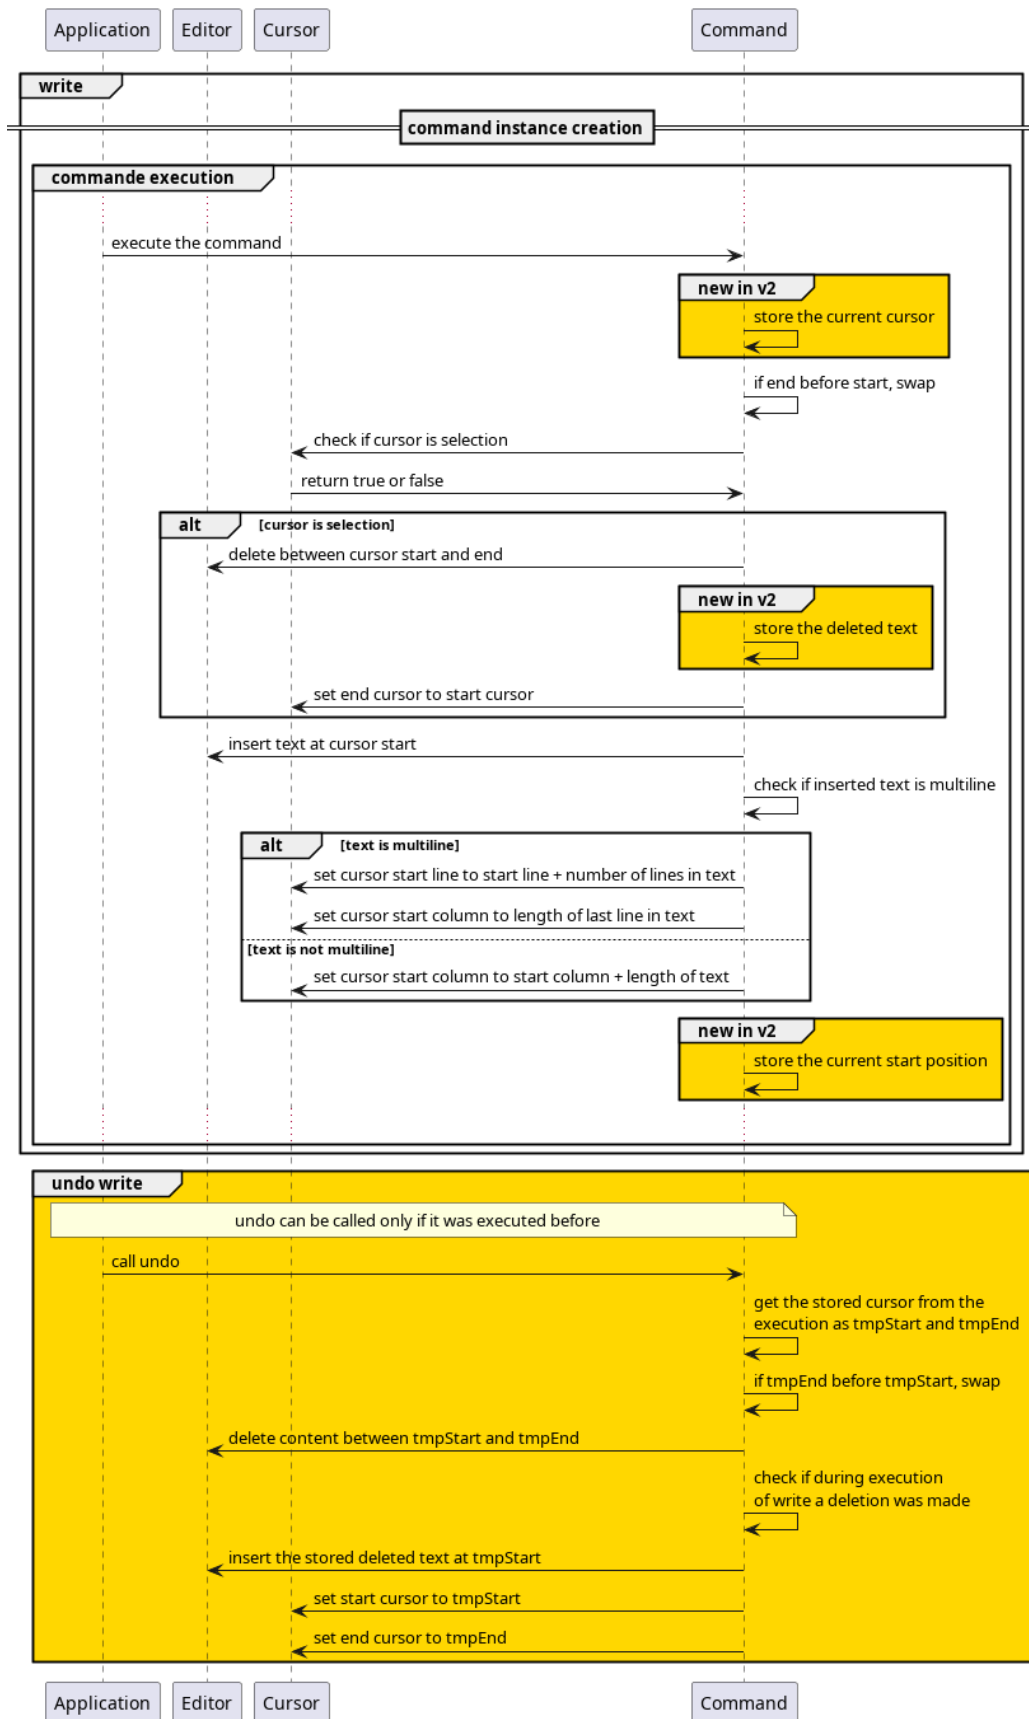 Application Editor Cursor Command
write
command instance creation
commande execution
execute the command
new in v2
store the current cursor
if end before start, swap
check if cursor is selection
return true or false
alt [cursor is selection]
delete between cursor start and end
new in v2
store the deleted text
set end cursor to start cursor
insert text at cursor start
check if inserted text is multiline
alt [text is multiline]
set cursor start line to start line + number of lines in text
set cursor start column to length of last line in text
[text is not multiline]
set cursor start column to start column + length of text
new in v2
store the current start position
undo write
undo can be called only if it was executed before
call undo
get the stored cursor from the
execution as tmpStart and tmpEnd
if tmpEnd before tmpStart, swap
delete content between tmpStart and tmpEnd
check if during execution
of write a deletion was made
insert the stored deleted text at tmpStart
set start cursor to tmpStart
set end cursor to tmpEnd
Application Editor Cursor Command